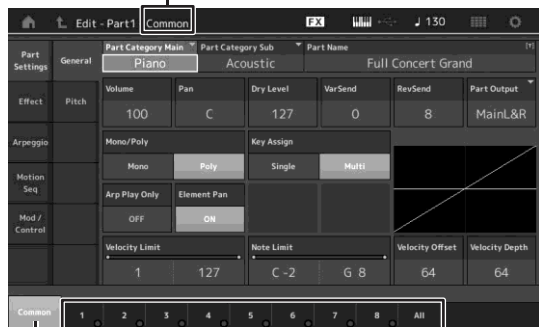 Edit - Part1 Common FX 130
Part Settings General Part Category Main Part Category Sub Part Name
Piano Acoustic Full Concert Grand
Effect Pitch Volume Pan Dry Level VarSend RevSend Part Output
100 C 127 0 8 MainL&R
Arpeggio Mono/Poly Key Assign
Mono Poly Single Multi
Motion Seq
Arp Play Only Element Pan
Mod / Control OFF ON
Velocity Limit Note Limit Velocity Offset Velocity Depth
1 127 C -2 G 8 64 64
Common 1 2 3 4 5 6 7 8 All